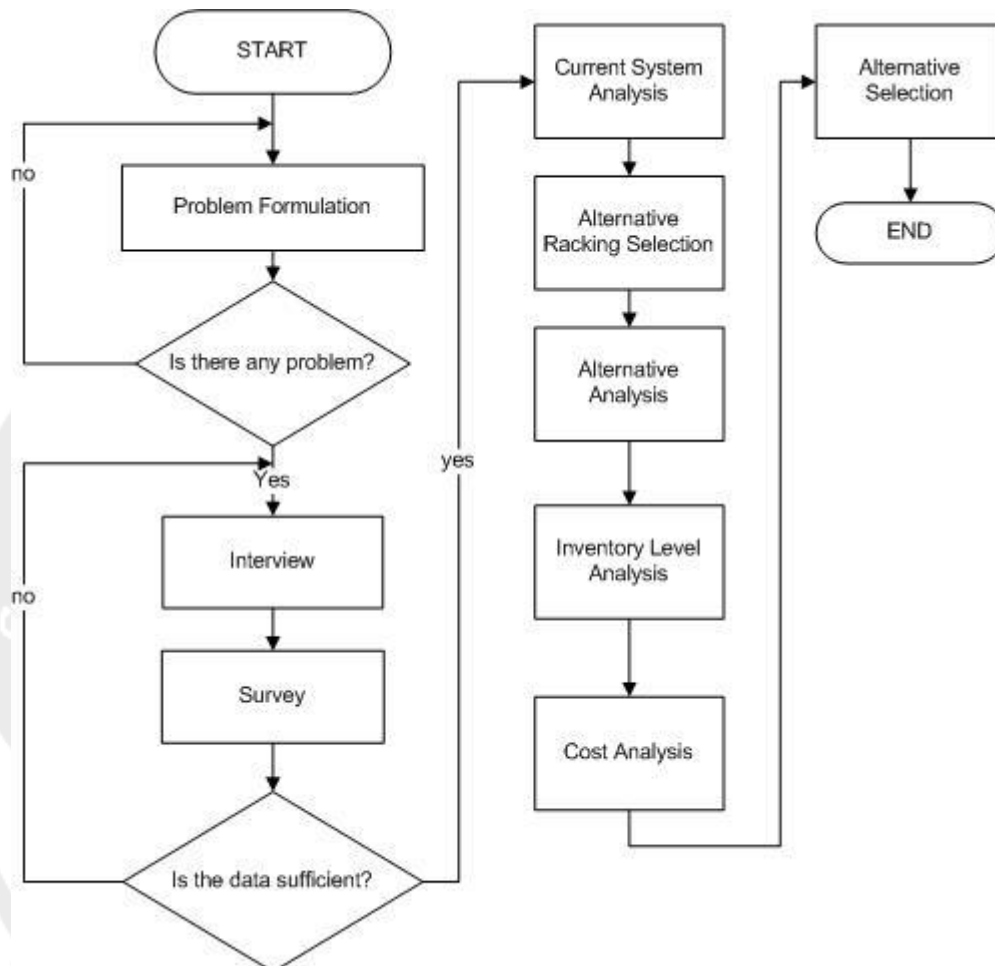 START
no
Problem Formulation
Is there any problem?
Yes
Interview
no
Survey
Is the data sufficient?
yes
Current System
Analysis
Alternative
Racking Selection
Alternative
Analysis
Inventory Level
Analysis
Cost Analysis
Alternative
Selection
END